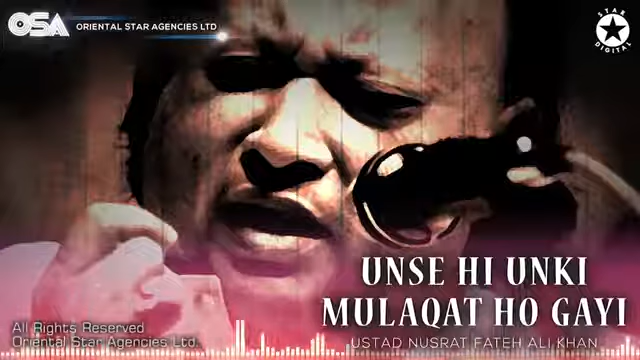 OSA ORIENTAL STAR AGENCIES LTD
STAR
DIGITAL
UNSE HI UNKI
MULAQAT HO GAYI
USTAD NUSRAT FATEH ALI KHAN
All Rights Reserved
Oriental Star Agencies Ltd.